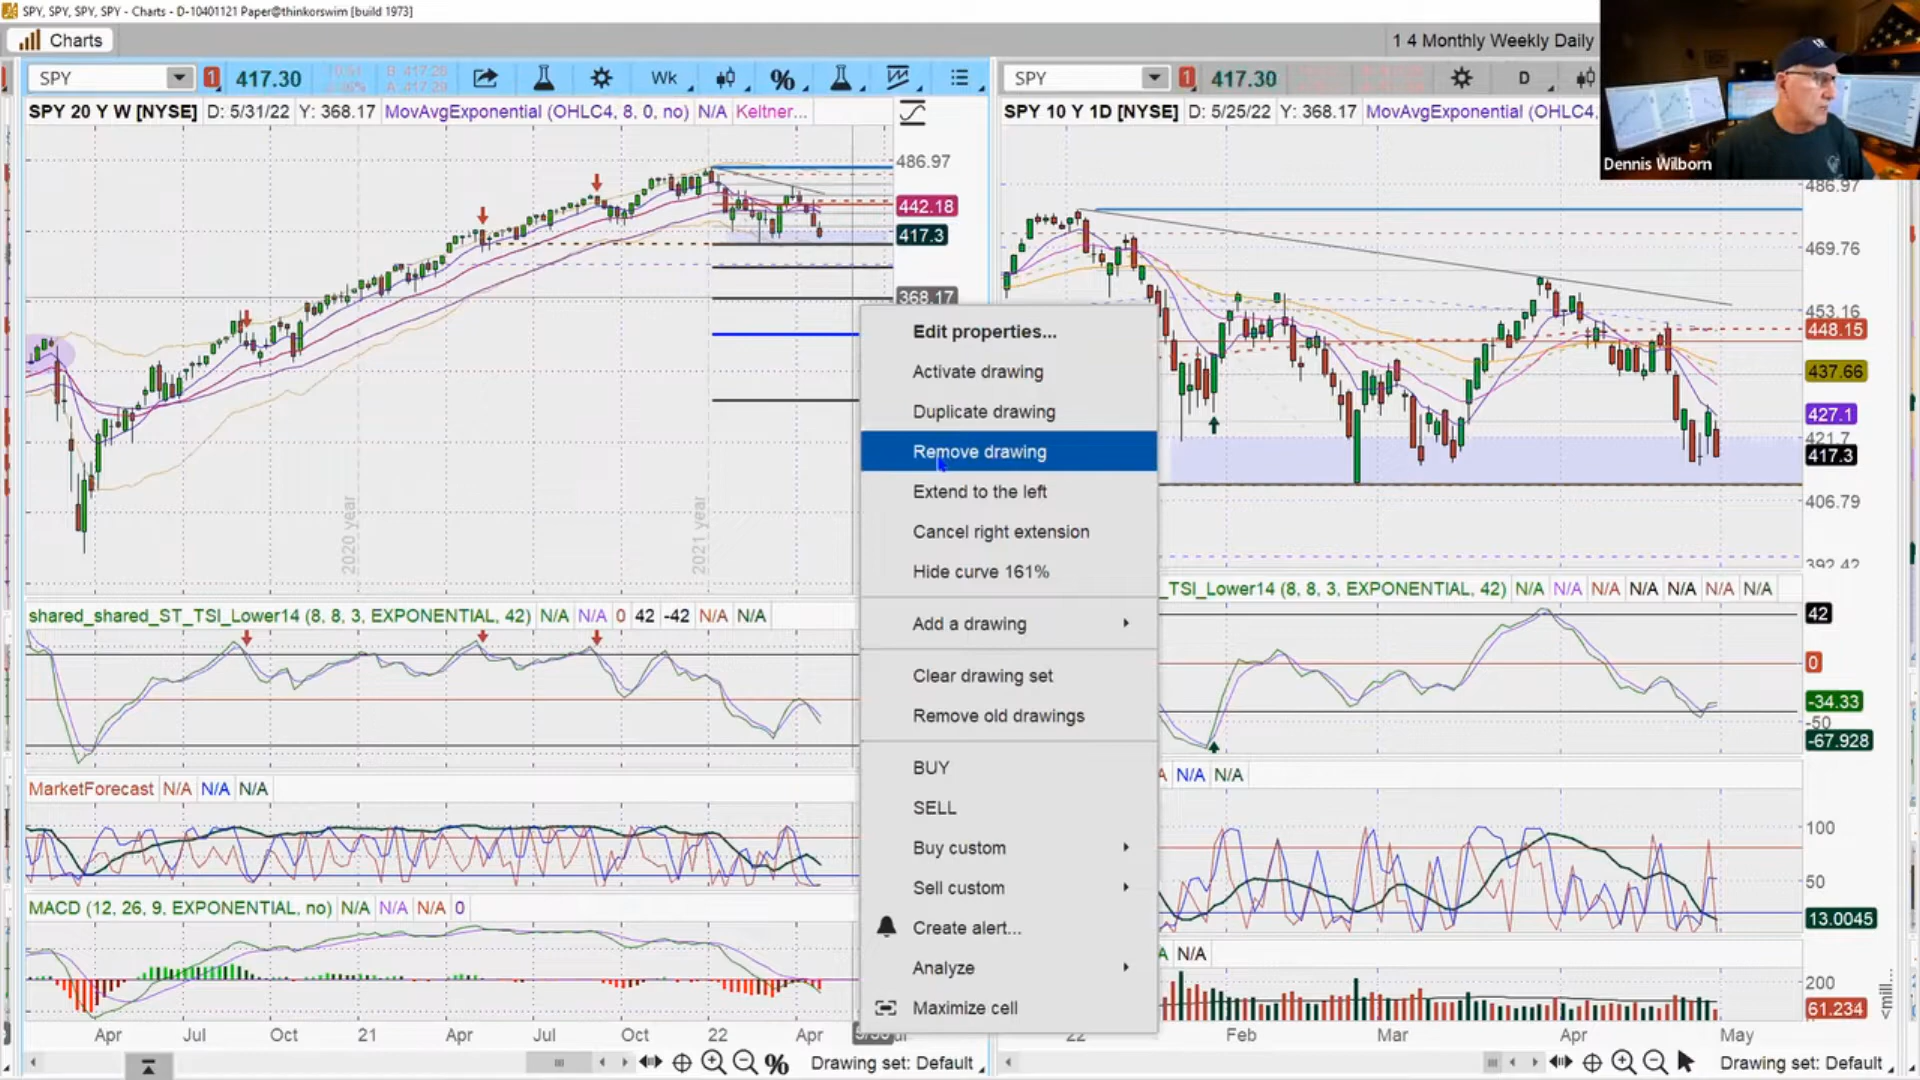 SPY, SPY, SPY, SPY - Charts - D-10401121 Paper@thinkorswim [build 1973]
Charts
1 4 Monthly Weekly Daily
SPY
1
417.30
Wk
SPY
1
417.30
D
SPY 20 Y W [NYSE]
D: 5/31/22
Y: 368.17
MovAvgExponential (OHLC4, 8, 0, no)
N/A
Keltner...
SPY 10 Y 1D [NYSE]
D: 5/25/22
Y: 368.17
MovAvgExponential (OHLC4,
Dennis Wilborn
486.97
442.18
417.3
368.17
2020 year
2021 year
486.97
469.76
453.16
448.15
437.66
427.1
421.7
417.3
406.79
392.42
Edit properties...
Activate drawing
Duplicate drawing
Remove drawing
Extend to the left
Cancel right extension
Hide curve 161%
Add a drawing
Clear drawing set
Remove old drawings
BUY
SELL
Buy custom
Sell custom
Create alert...
Analyze
Maximize cell
shared_shared_ST_TSI_Lower14 (8, 8, 3, EXPONENTIAL, 42)
N/A
N/A
0
42
-42
N/A
N/A
_TSI_Lower14 (8, 8, 3, EXPONENTIAL, 42)
N/A
N/A
N/A
N/A
N/A
N/A
N/A
42
0
-34.33
-50
-67.928
MarketForecast
N/A
N/A
N/A
N/A
N/A
100
50
13.0045
MACD (12, 26, 9, EXPONENTIAL, no)
N/A
N/A
N/A
0
N/A
200
61.234
<mill...
Apr
Jul
Oct
21
Apr
Jul
Oct
22
Apr
22
Feb
Mar
Apr
May
Drawing set: Default
Drawing set: Default